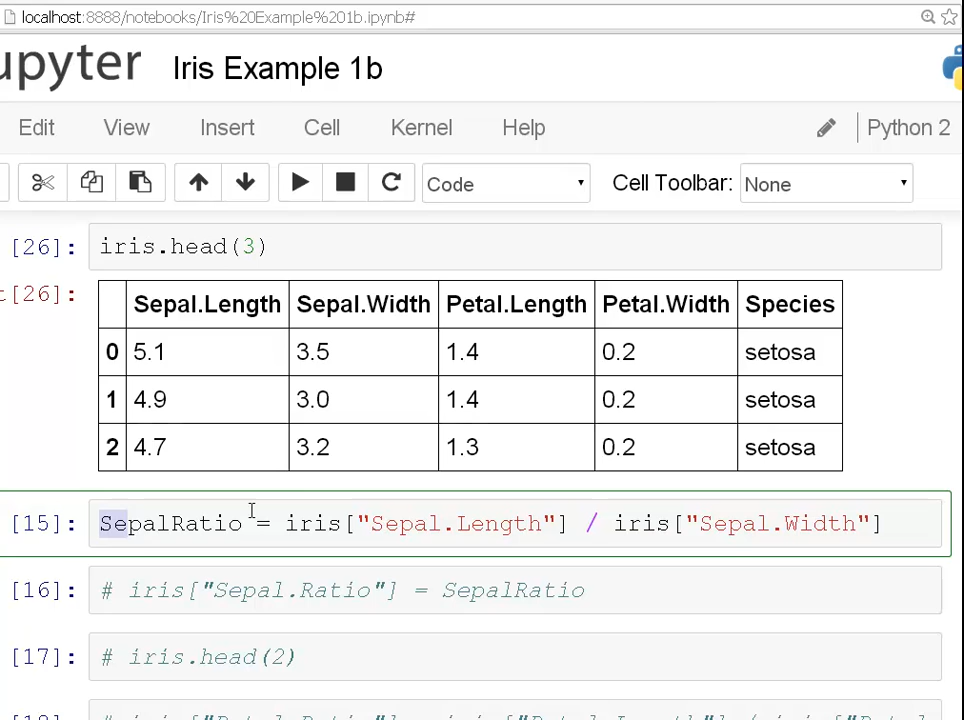 localhost:8888/notebooks/Iris%20Example%201b.ipynb#
upyter Iris Example 1b
Edit View Insert Cell Kernel Help Python 2
Code Cell Toolbar: None
[26]: iris.head(3)
t[26]:
Sepal.Length Sepal.Width Petal.Length Petal.Width Species
0 5.1 3.5 1.4 0.2 setosa
1 4.9 3.0 1.4 0.2 setosa
2 4.7 3.2 1.3 0.2 setosa
[15]: SepalRatio = iris["Sepal.Length"] / iris["Sepal.Width"]
[16]: # iris["Sepal.Ratio"] = SepalRatio
[17]: # iris.head(2)